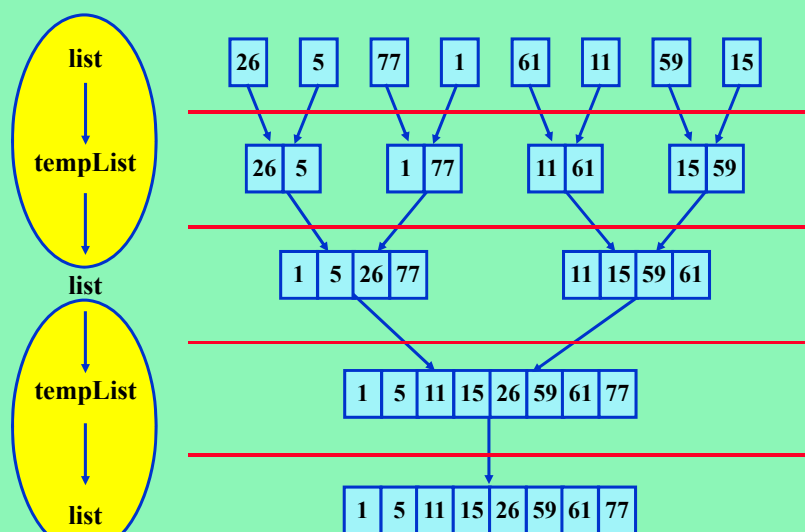 list
26 5 77 1 61 11 59 15
tempList
26 5 1 77 11 61 15 59
list
1 5 26 77 11 15 59 61
tempList
1 5 11 15 26 59 61 77
list
1 5 11 15 26 59 61 77